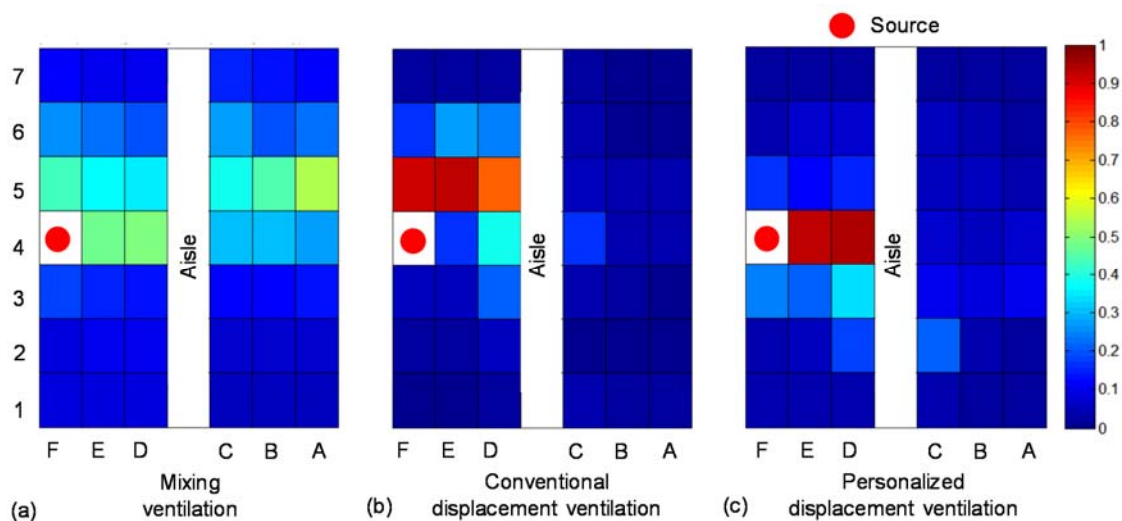 Source
7
6
5
4
3
2
1
Aisle
Aisle
Aisle
1
0.9
0.8
0.7
0.6
0.5
0.4
0.3
0.2
0.1
0
F E D C B A
F E D C B A
F E D C B A
(a) Mixing
ventilation
(b) Conventional
displacement ventilation
(c) Personalized
displacement ventilation